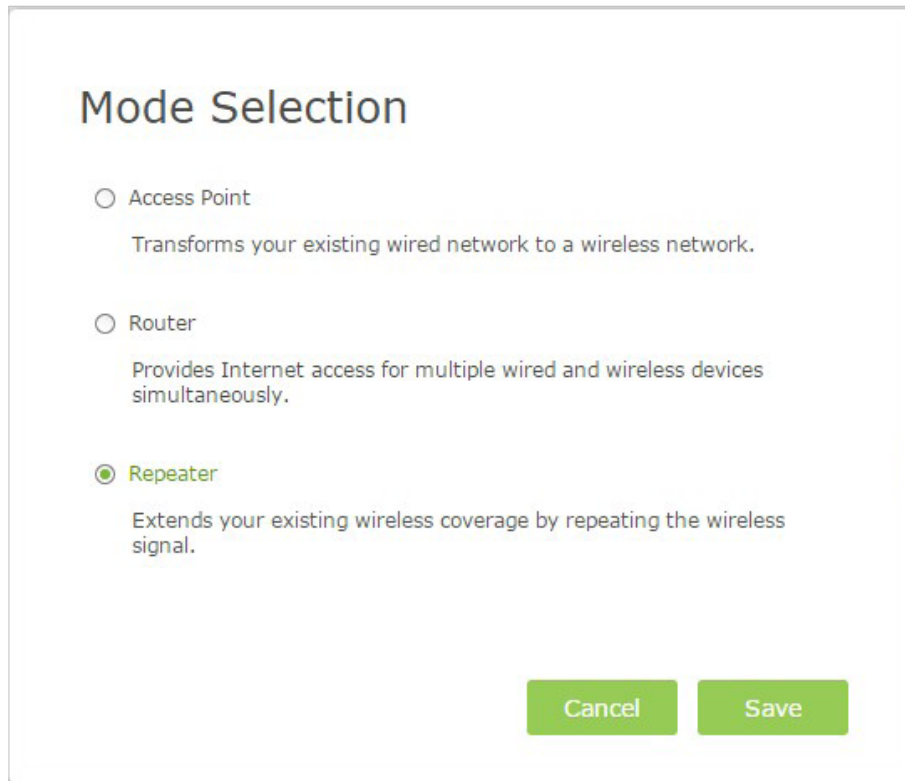 Mode Selection
Access Point
Transforms your existing wired network to a wireless network.
Router
Provides Internet access for multiple wired and wireless devices
simultaneously.
Repeater
Extends your existing wireless coverage by repeating the wireless
signal.
Cancel
Save